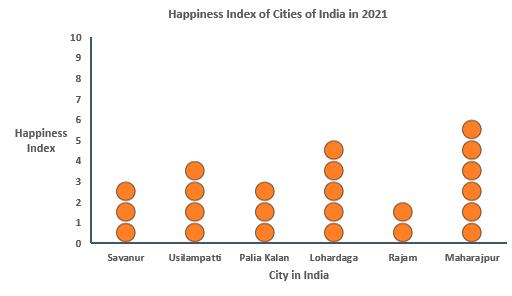 Happiness Index of Cities of India in 2021
10
9
8
7
6
5
4
3
2
1
0
Happiness
Index
Savanur Usilampatti Palia Kalan Lohardaga Rajam Maharajpur
City in India